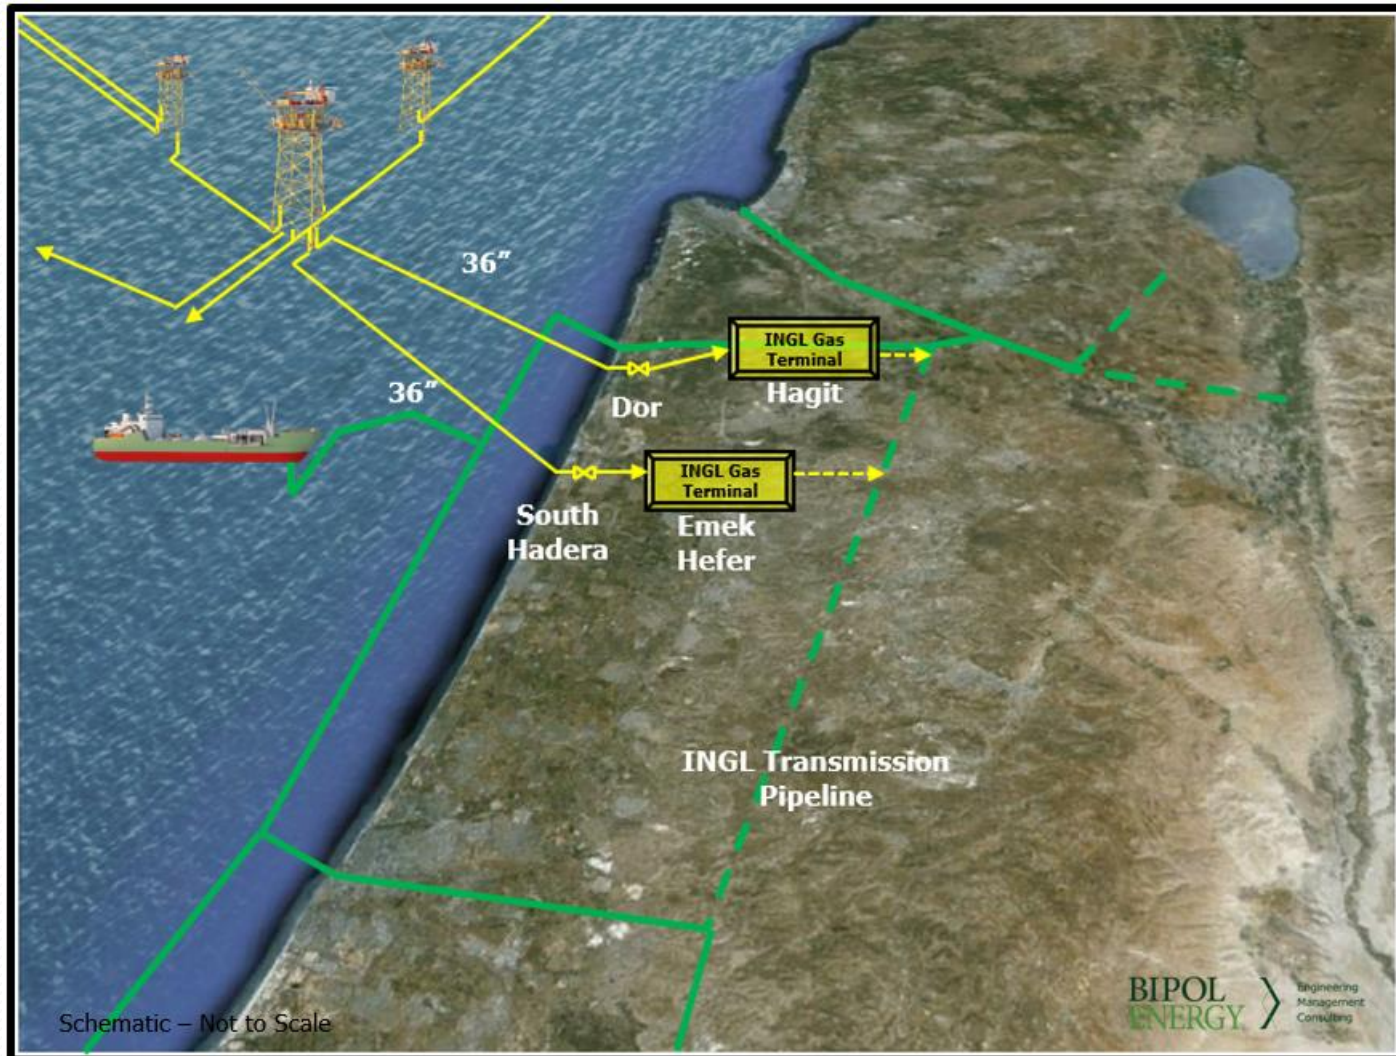 36″
INGL Gas
Terminal
Hagit
36″
Dor
INGL Gas
Terminal
South
Hadera
Emek
Hefer
INGL Transmission
Pipeline
BIPOL
ENERGY
Engineering
Management
Consulting
Schematic – Not to Scale